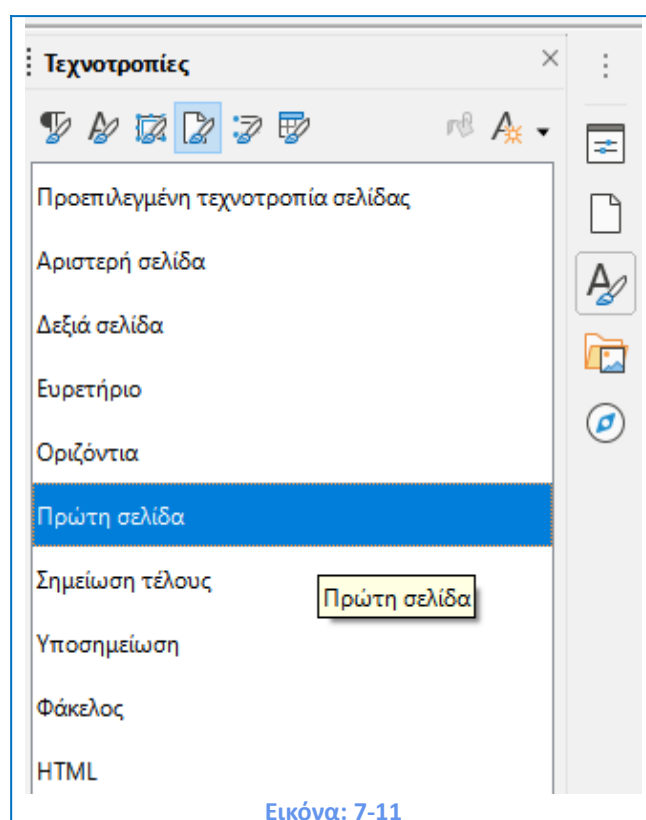 Τεχνοτροπίες
Προεπιλεγμένη τεχνοτροπία σελίδας
Αριστερή σελίδα
Δεξιά σελίδα
Ευρετήριο
Οριζόντια
Πρώτη σελίδα
Σημείωση τέλους
Πρώτη σελίδα
Υποσημείωση
Φάκελος
HTML
Εικόνα: 7-11